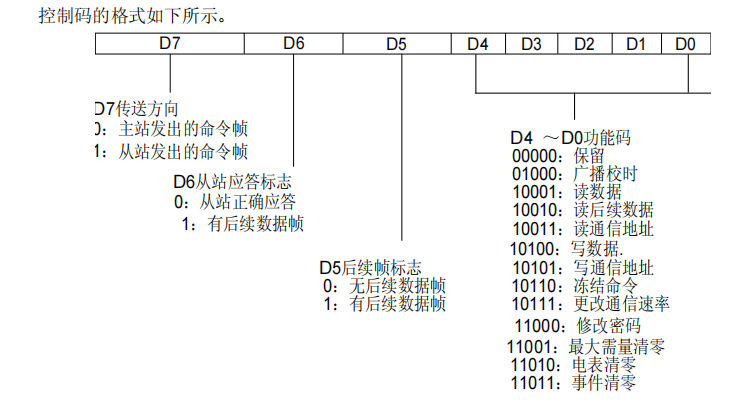 控制码的格式如下所示。
D7 D6 D5 D4 D3 D2 D1 D0
D7传送方向
0：主站发出的命令帧
1：从站发出的命令帧
D6从站应答标志
0：从站正确应答
1：有后续数据帧
D5后续帧标志
0：无后续数据帧
1：有后续数据帧
D4 ～D0功能码
00000：保留
01000：广播校时
10001：读数据
10010：读后续数据
10011：读通信地址
10100：写数据.
10101：写通信地址
10110：冻结命令
10111：更改通信速率
11000：修改密码
11001：最大需量清零
11010：电表清零
11011：事件清零